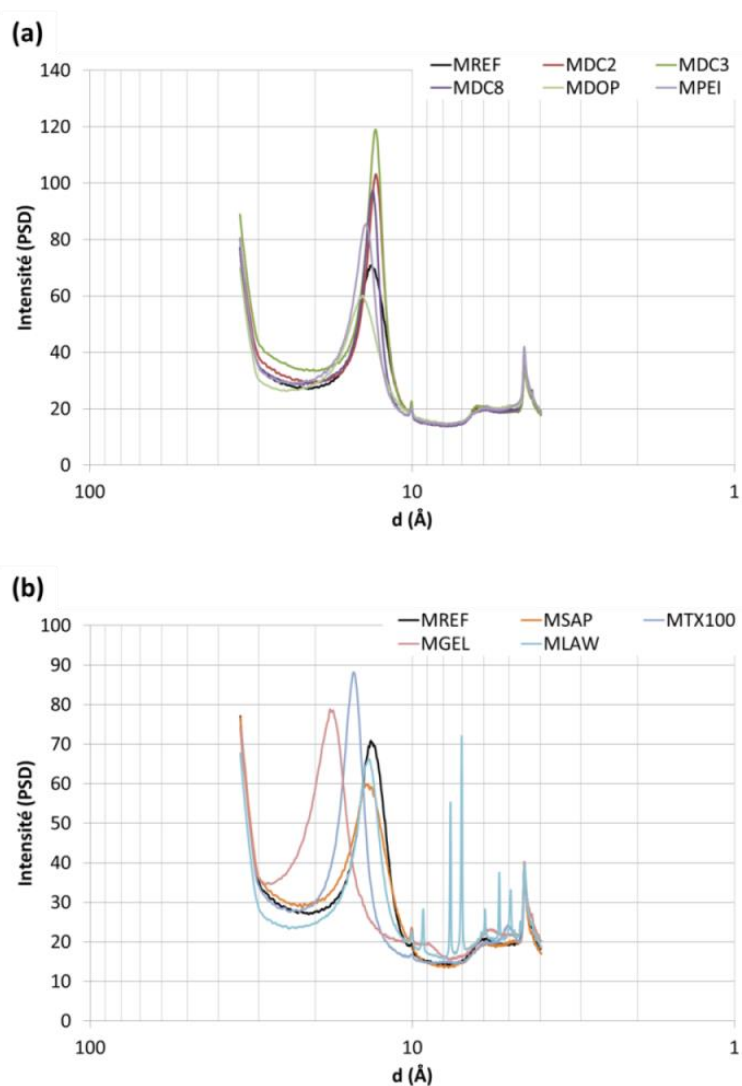 (a)
MREF MDC2 MDC3
MDC8 MDOP MPEI
140
120
100
80
60
40
20
0
Intensité (PSD)
100 10 1
d (Å)
(b)
MREF MSAP MTX100
MGEL MLAW
100
90
80
70
60
50
40
30
20
10
0
Intensité (PSD)
100 10 1
d (Å)